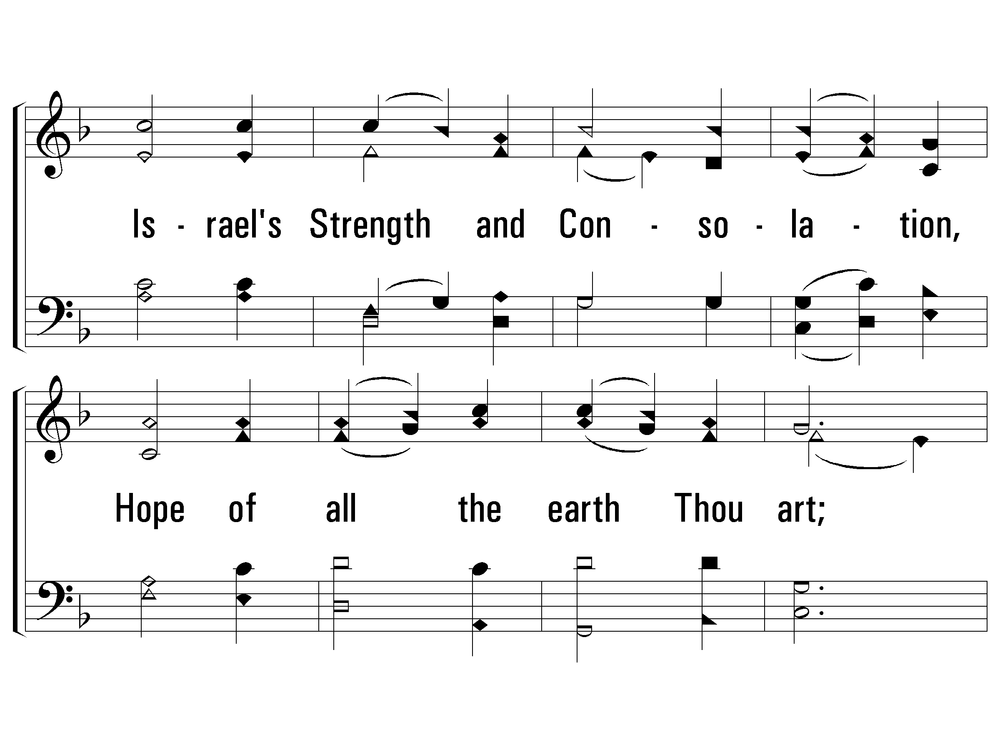 Is - rael's Strength and Con - so - la - tion,
Hope of all the earth Thou art;